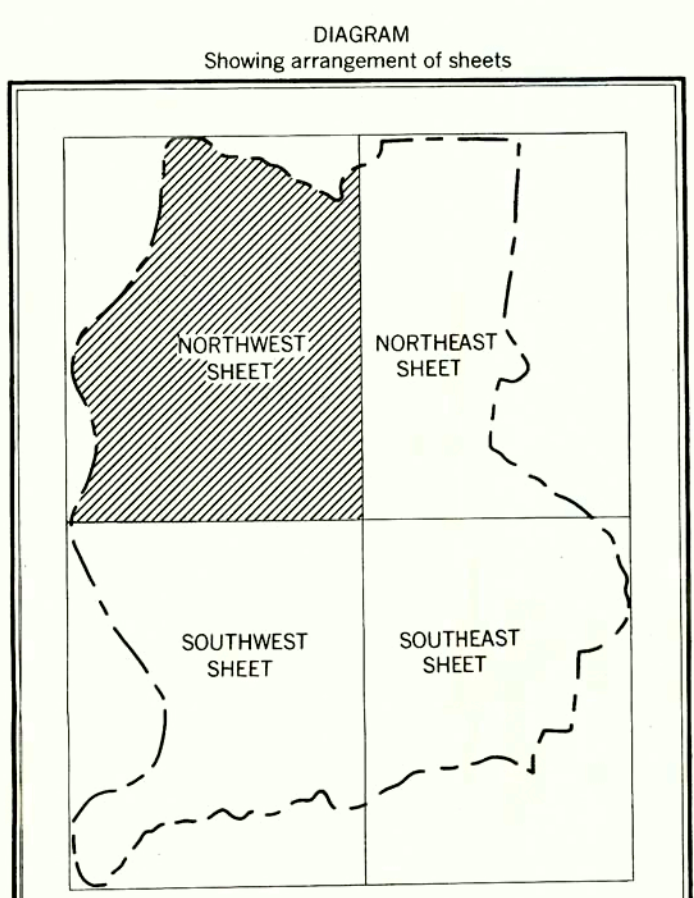 DIAGRAM
Showing arrangement of sheets
NORTHWEST
SHEET
NORTHEAST
SHEET
SOUTHWEST
SHEET
SOUTHEAST
SHEET